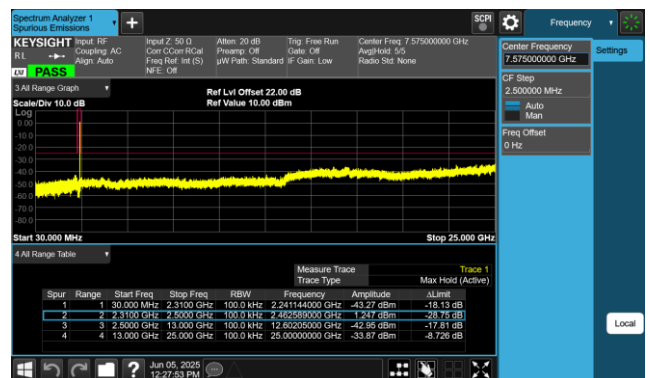 Spectrum Analyzer 1
Spurious Emissions
SCPI
Frequency
KEYSIGHT
Input: RF
Input Z: 50 Ω
Atten: 20 dB
Trig: Free Run
Center Freq: 7.575000000 GHz
RL
Coupling: AC
Corr CCorr RCal
Preamp: Off
Gate: Off
Avg|Hold: 5/5
Align: Auto
Freq Ref: Int (S)
µW Path: Standard
IF Gain: Low
Radio Std: None
NFE: Off
LM PASS
Center Frequency
7.575000000 GHz
Settings
CF Step
2.500000 MHz
Auto
Man
Freq Offset
0 Hz
3 All Range Graph
Ref Lvl Offset 22.00 dB
Scale/Div 10.0 dB
Ref Value 10.00 dBm
Log
0.00
-10.0
-20.0
-30.0
-40.0
-50.0
-60.0
-70.0
-80.0
Start 30.000 MHz
Stop 25.000 GHz
4 All Range Table
Measure Trace Trace 1
Trace Type Max Hold (Active)
Spur Range Start Freq Stop Freq RBW Frequency Amplitude ΔLimit
1 1 30.000 MHz 2.3100 GHz 100.0 kHz 2.241144000 GHz -43.27 dBm -18.13 dB
2 2 2.3100 GHz 2.5000 GHz 100.0 kHz 2.462589000 GHz 1.247 dBm -28.75 dB
3 3 2.5000 GHz 13.000 GHz 100.0 kHz 12.60205000 GHz -42.95 dBm -17.81 dB
4 4 13.000 GHz 25.000 GHz 100.0 kHz 25.00000000 GHz -33.87 dBm -8.726 dB
Local
Jun 05, 2025
12:27:53 PM